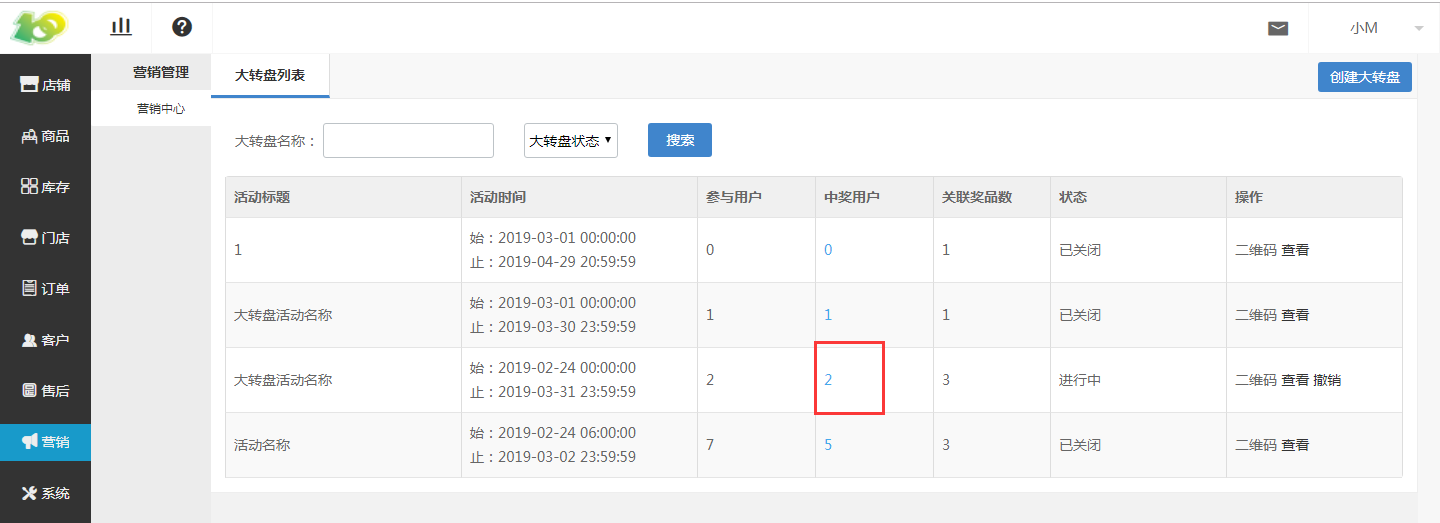 小M
店铺
商品
库存
门店
订单
客户
售后
营销
系统
营销管理
营销中心
大转盘列表
创建大转盘
大转盘名称：
大转盘状态
搜索
活动标题 活动时间 参与用户 中奖用户 关联奖品数 状态 操作
1 始：2019-03-01 00:00:00 0 0 1 已关闭 二维码 查看
止：2019-04-29 20:59:59
大转盘活动名称 始：2019-03-01 00:00:00 1 1 1 已关闭 二维码 查看
止：2019-03-30 23:59:59
大转盘活动名称 始：2019-02-24 00:00:00 2 2 3 进行中 二维码 查看 撤销
止：2019-03-31 23:59:59
活动名称 始：2019-02-24 06:00:00 7 5 3 已关闭 二维码 查看
止：2019-03-02 23:59:59